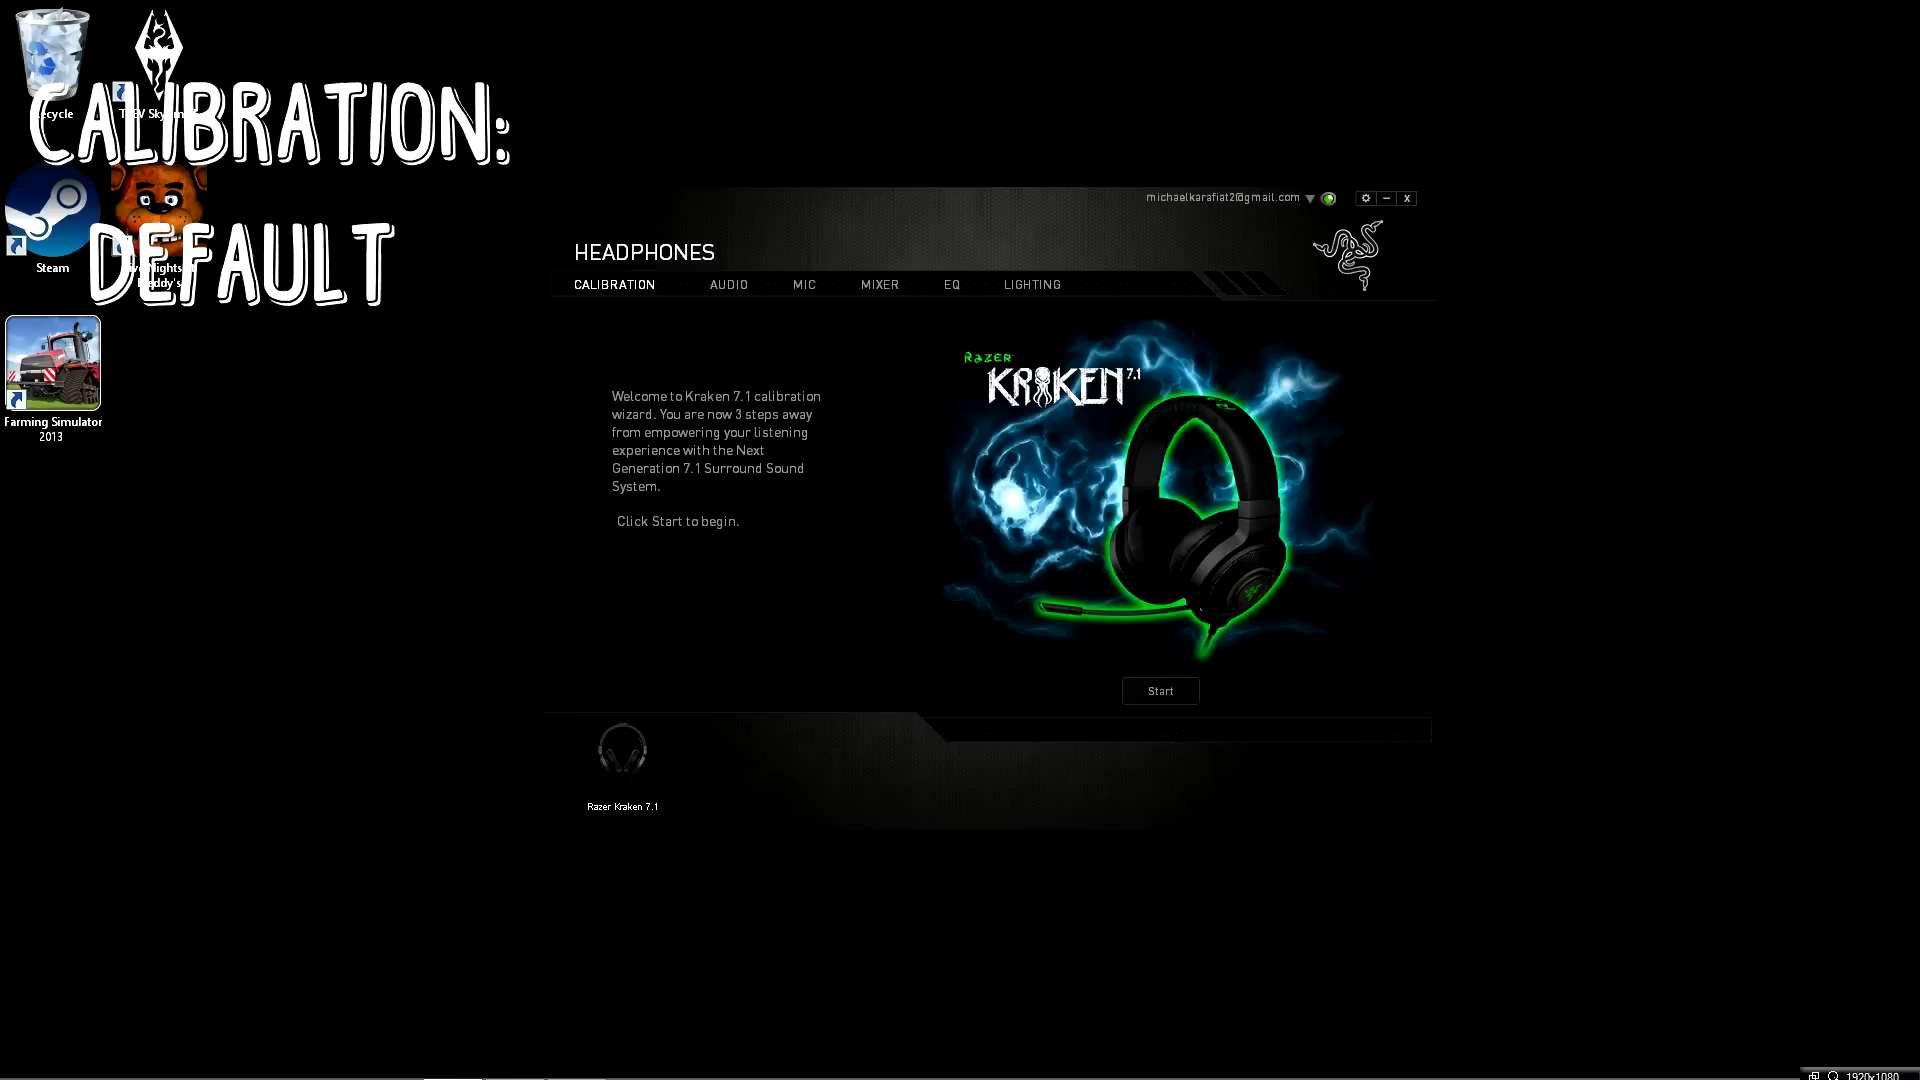 CALIBRATION:
DEFAULT
Steam
Farming Simulator
2013
michaelkarafiat2@gmail.com
X
HEADPHONES
CALIBRATION
AUDIO
MIC
MIXER
EQ
LIGHTING
Welcome to Kraken 7.1 calibration
wizard. You are now 3 steps away
from empowering your listening
experience with the Next
Generation 7.1 Surround Sound
System.
Click Start to begin.
RAZER
KRAKEN 7.1
Start
Razer Kraken 7.1
1920x1080